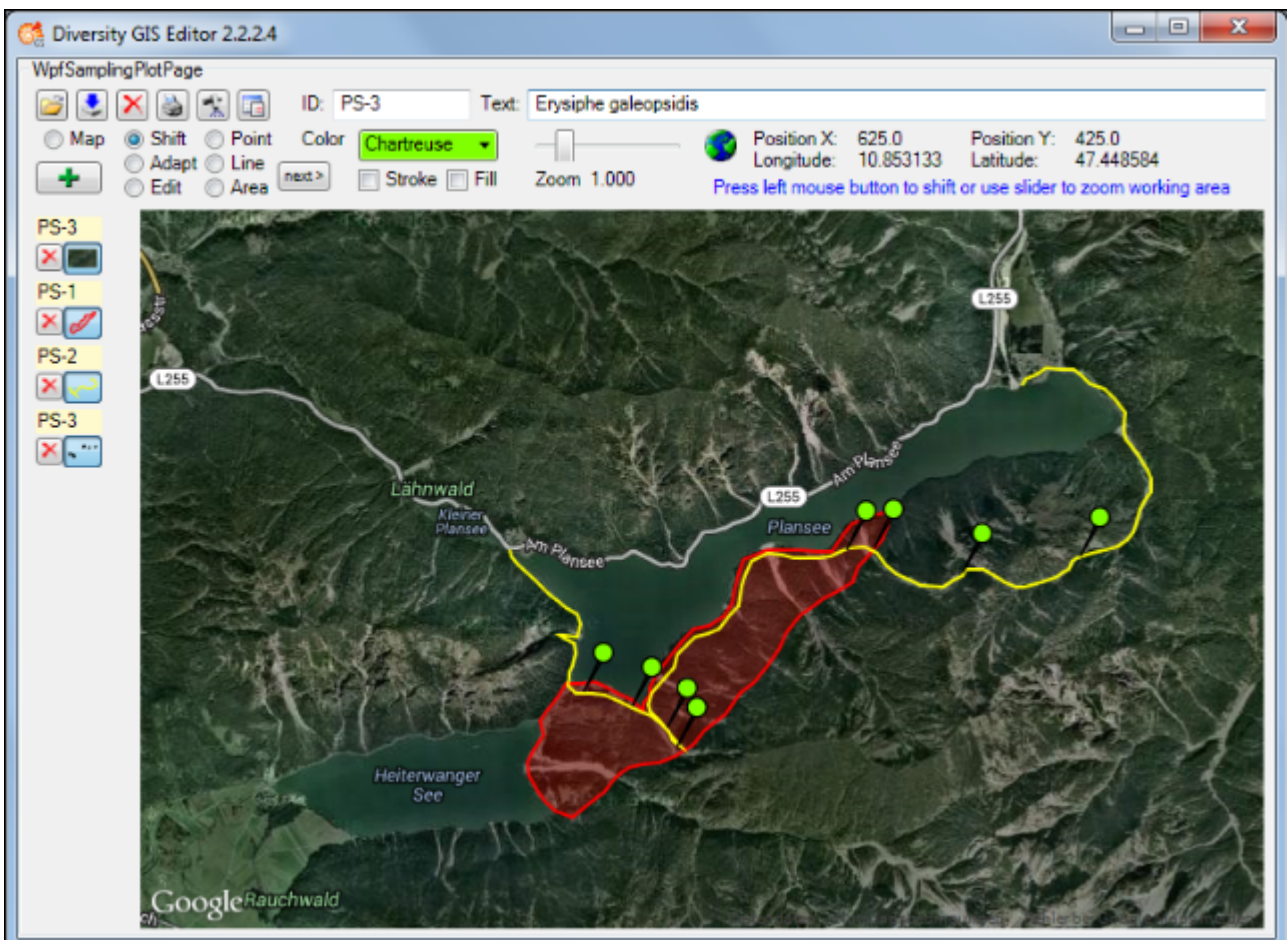 Diversity GIS Editor 2.2.2.4
WpfSamplingPlotPage
ID: PS-3 Text: Erysiphe galeopsidis
Map Shift Point Color Chartreuse Position X: 625.0 Position Y: 425.0
Adapt Line next > Longitude: 10.853133 Latitude: 47.448584
Edit Area Stroke Fill Zoom 1.000 Press left mouse button to shift or use slider to zoom working area
PS-3
PS-1
PS-2
PS-3
L255
L255
L255
Am Plansee
Lähnwald
Kleiner
Plansee
Plansee
Am Plansee
Heiterwanger
See
Google Rauchwald